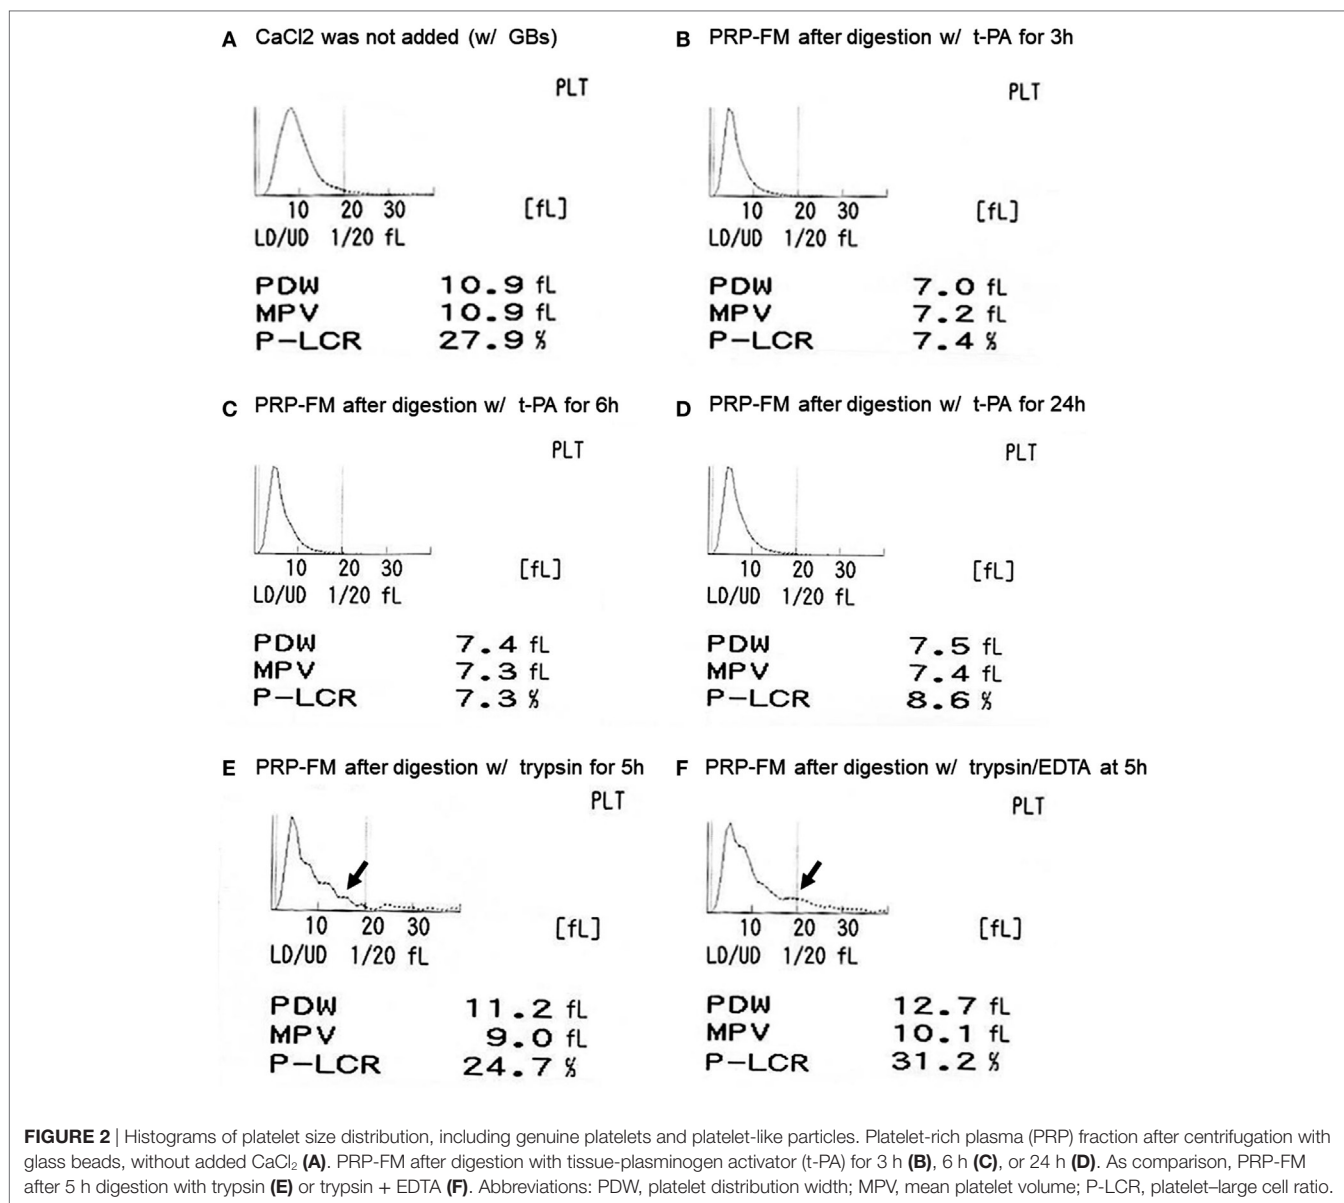 A CaCl2 was not added (w/ GBs)
PLT
10 20 30 [fL]
LD/UD 1/20 fL
PDW 10.9 fL
MPV 10.9 fL
P-LCR 27.9 %
B PRP-FM after digestion w/ t-PA for 3h
PLT
10 20 30 [fL]
LD/UD 1/20 fL
PDW 7.0 fL
MPV 7.2 fL
P-LCR 7.4 %
C PRP-FM after digestion w/ t-PA for 6h
PLT
10 20 30 [fL]
LD/UD 1/20 fL
PDW 7.4 fL
MPV 7.3 fL
P-LCR 7.3 %
D PRP-FM after digestion w/ t-PA for 24h
PLT
10 20 30 [fL]
LD/UD 1/20 fL
PDW 7.5 fL
MPV 7.4 fL
P-LCR 8.6 %
E PRP-FM after digestion w/ trypsin for 5h
PLT
10 20 30 [fL]
LD/UD 1/20 fL
PDW 11.2 fL
MPV 9.0 fL
P-LCR 24.7 %
F PRP-FM after digestion w/ trypsin/EDTA at 5h
PLT
10 20 30 [fL]
LD/UD 1/20 fL
PDW 12.7 fL
MPV 10.1 fL
P-LCR 31.2 %
FIGURE 2 | Histograms of platelet size distribution, including genuine platelets and platelet-like particles. Platelet-rich plasma (PRP) fraction after centrifugation with
glass beads, without added CaCl₂ (A). PRP-FM after digestion with tissue-plasminogen activator (t-PA) for 3 h (B), 6 h (C), or 24 h (D). As comparison, PRP-FM
after 5 h digestion with trypsin (E) or trypsin + EDTA (F). Abbreviations: PDW, platelet distribution width; MPV, mean platelet volume; P-LCR, platelet–large cell ratio.